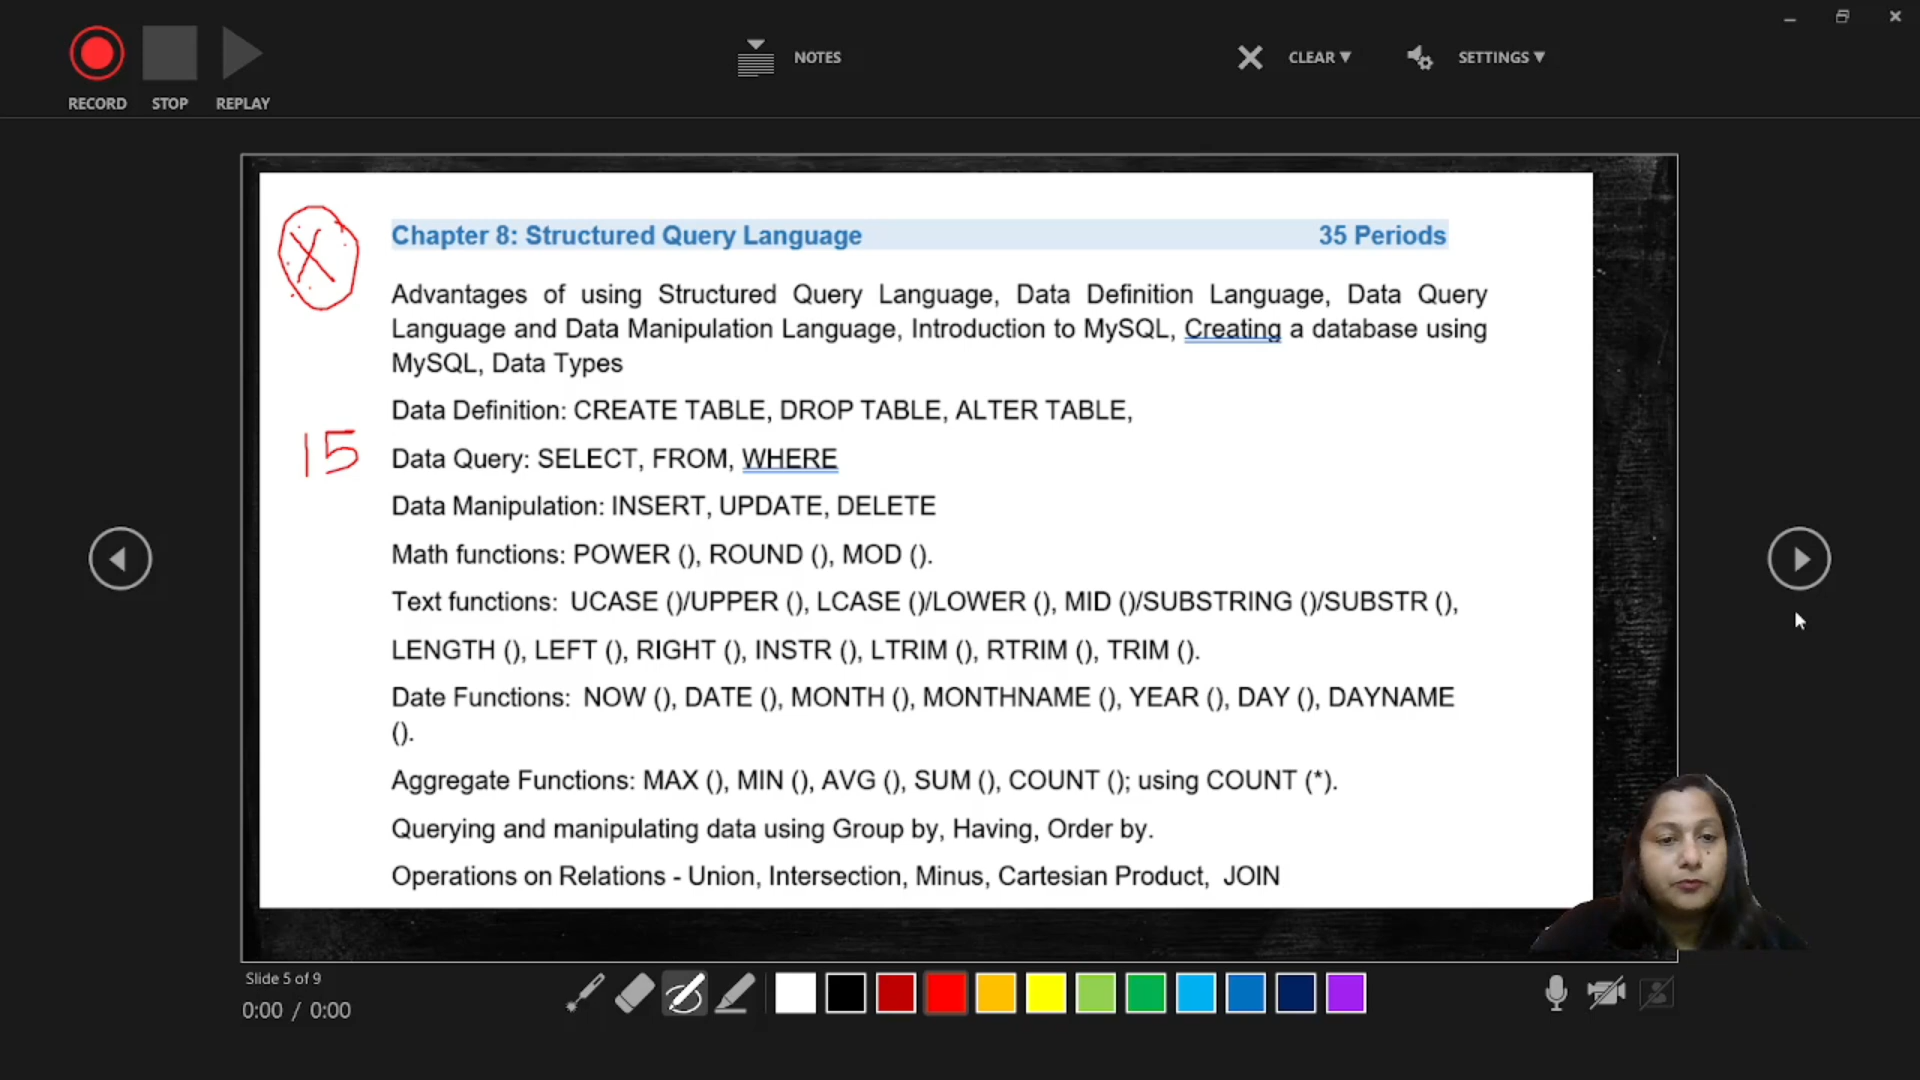 RECORD STOP REPLAY
NOTES
CLEAR ▼
SETTINGS ▼
X
Chapter 8: Structured Query Language 35 Periods
Advantages of using Structured Query Language, Data Definition Language, Data Query
Language and Data Manipulation Language, Introduction to MySQL, Creating a database using
MySQL, Data Types
Data Definition: CREATE TABLE, DROP TABLE, ALTER TABLE,
15
Data Query: SELECT, FROM, WHERE
Data Manipulation: INSERT, UPDATE, DELETE
Math functions: POWER (), ROUND (), MOD ().
Text functions: UCASE ()/UPPER (), LCASE ()/LOWER (), MID ()/SUBSTRING ()/SUBSTR (),
LENGTH (), LEFT (), RIGHT (), INSTR (), LTRIM (), RTRIM (), TRIM ().
Date Functions: NOW (), DATE (), MONTH (), MONTHNAME (), YEAR (), DAY (), DAYNAME
().
Aggregate Functions: MAX (), MIN (), AVG (), SUM (), COUNT (); using COUNT (*).
Querying and manipulating data using Group by, Having, Order by.
Operations on Relations - Union, Intersection, Minus, Cartesian Product, JOIN
Slide 5 of 9
0:00 / 0:00